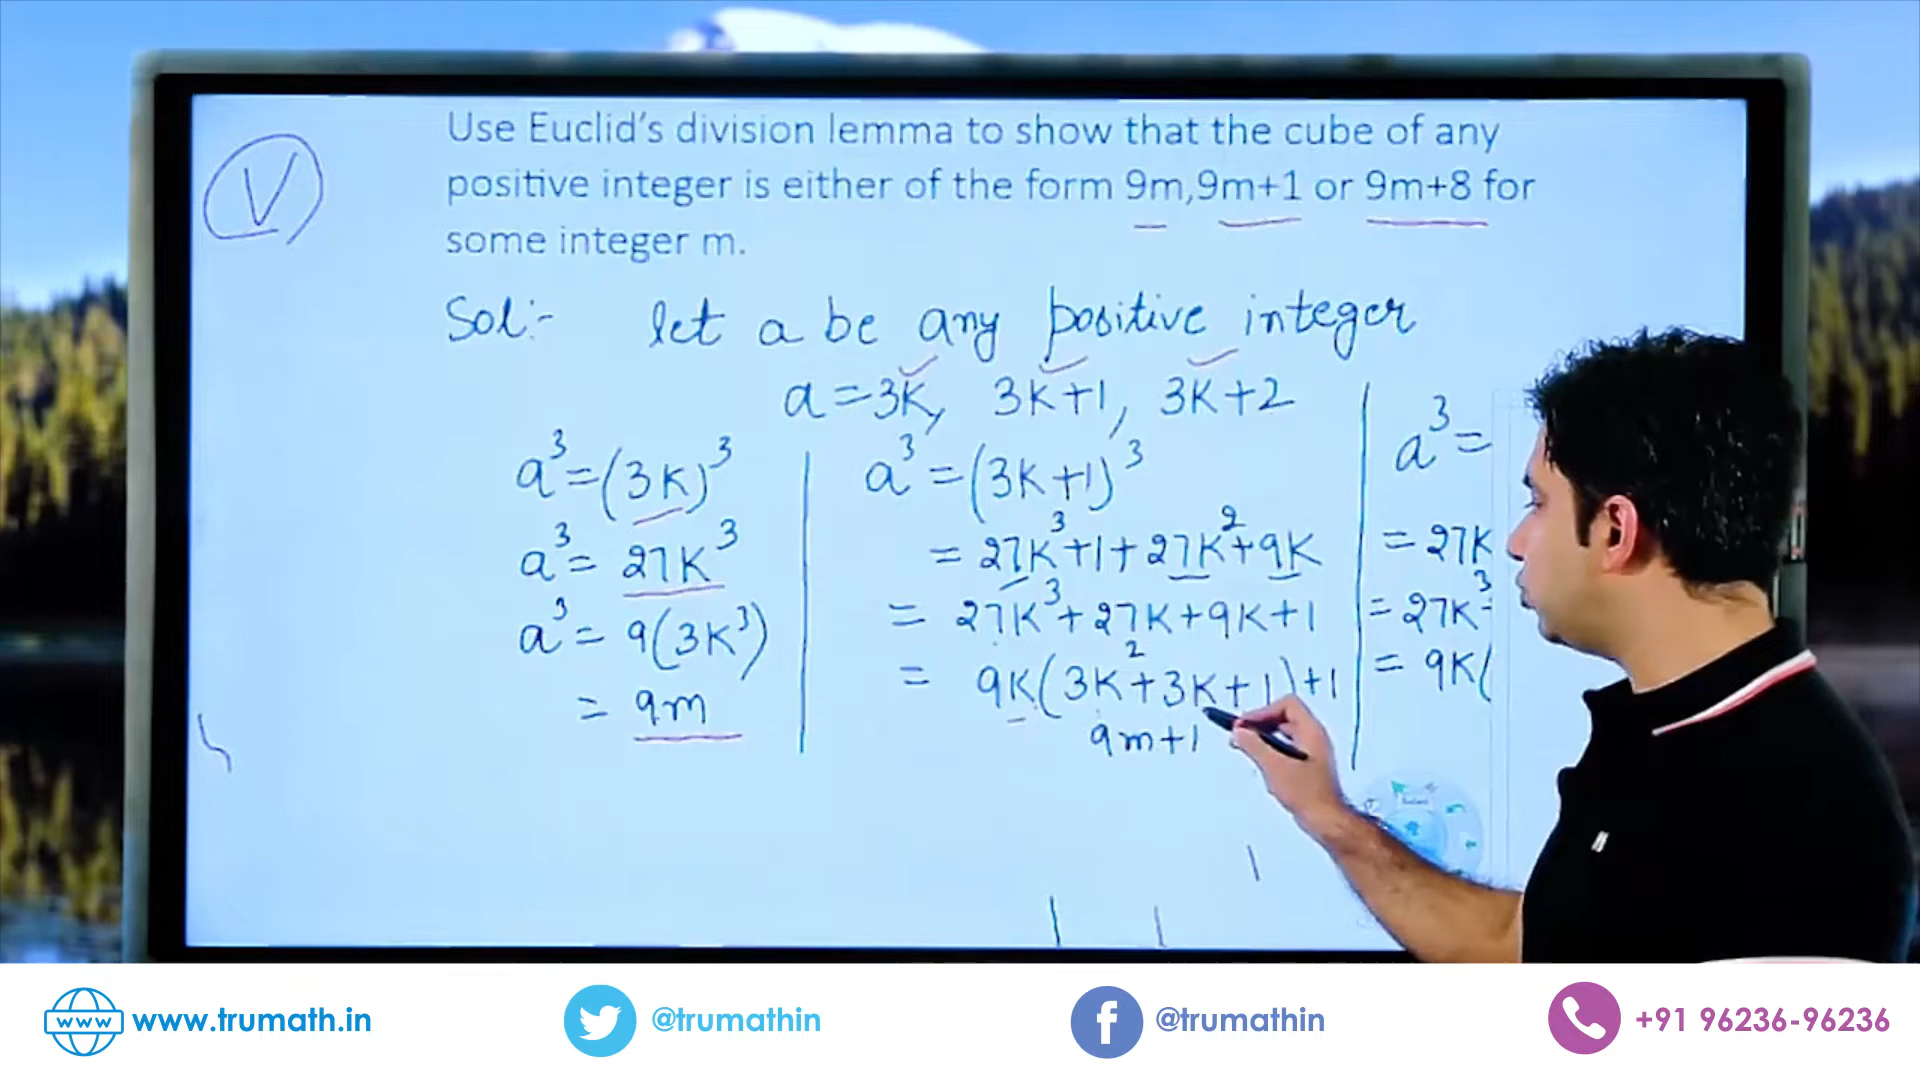 Use Euclid's division lemma to show that the cube of any
positive integer is either of the form 9m,9m+1 or 9m+8 for
some integer m.
V
Sol:- let a be any positive integer
a=3K, 3K+1, 3K+2
a³=(3K)³
a³= 27K³
a³= 9(3K³)
= 9m
a³=(3K+1)³
= 27K³+1+27K²+9K
= 27K³+27K+9K+1
= 9K(3K²+3K+1)+1
9m+1
a³=
= 27K
= 27K³
= 9K(
www www.trumath.in
@trumathin
f @trumathin
+91 96236-96236